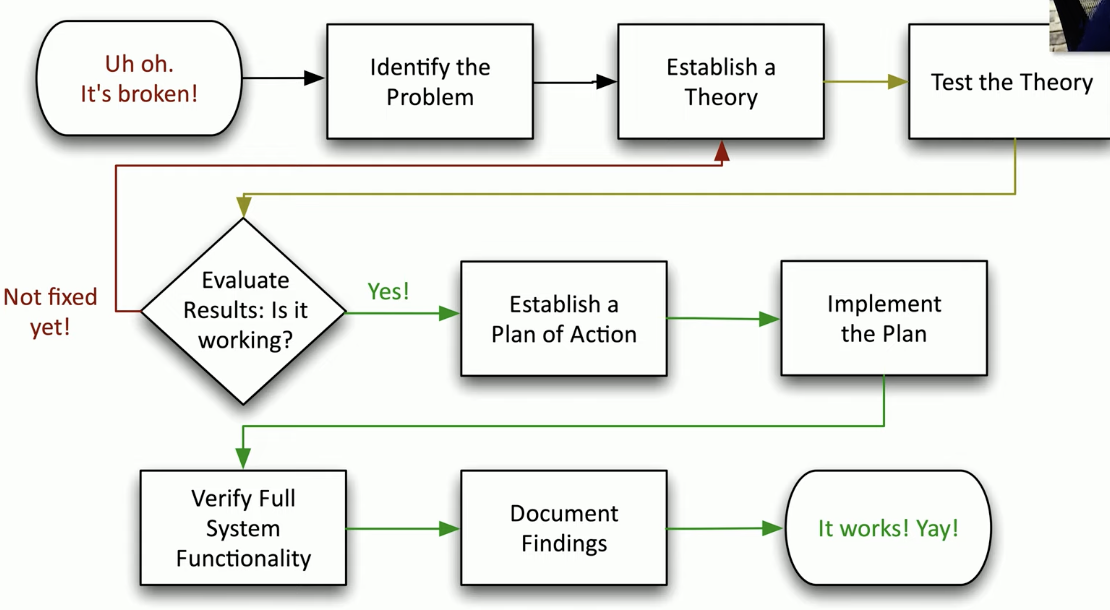 Uh oh.
It's broken!
Identify the
Problem
Establish a
Theory
Test the Theory
Not fixed
yet!
Evaluate
Results: Is it
working?
Yes!
Establish a
Plan of Action
Implement
the Plan
Verify Full
System
Functionality
Document
Findings
It works! Yay!